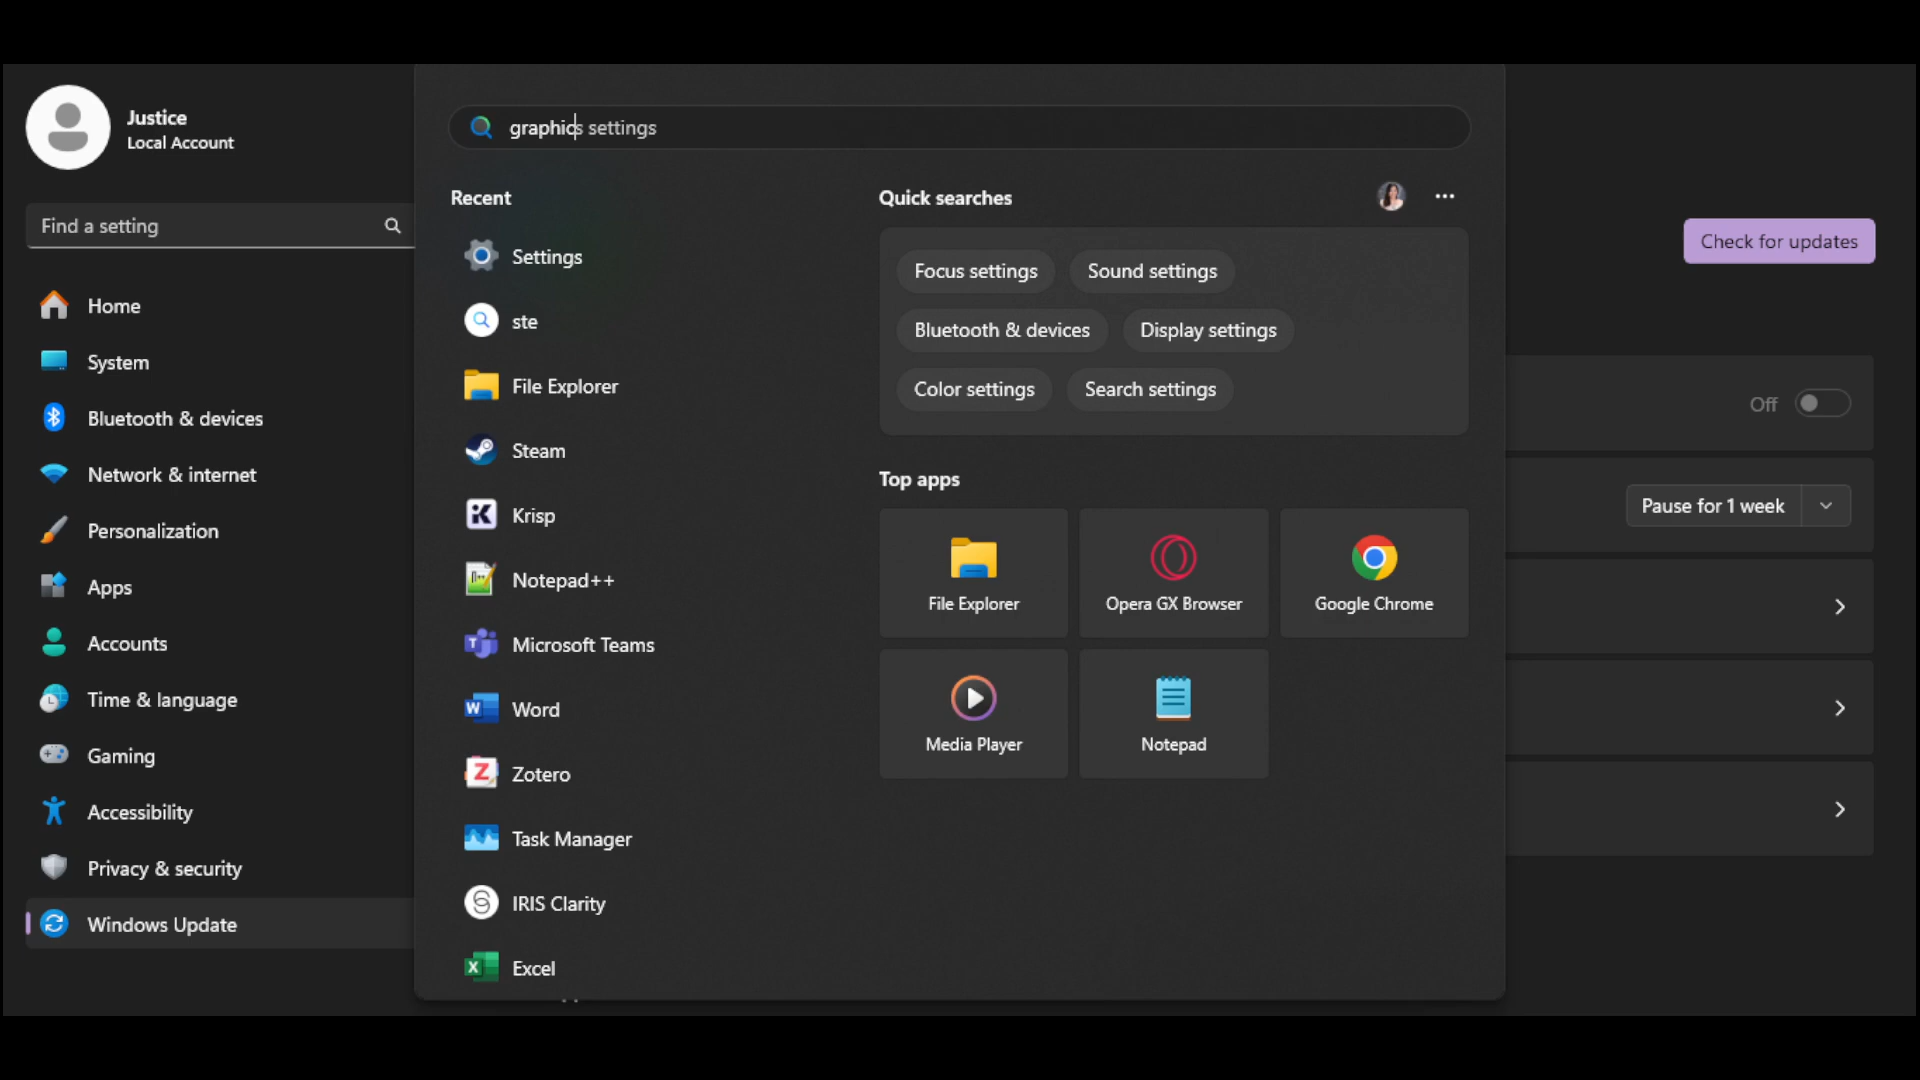 Justice
Local Account
Find a setting
Home
System
Bluetooth & devices
Network & internet
Personalization
Apps
Accounts
Time & language
Gaming
Accessibility
Privacy & security
Windows Update
graphics settings
Recent
Settings
ste
File Explorer
Steam
Krisp
Notepad++
Microsoft Teams
Word
Zotero
Task Manager
IRIS Clarity
Excel
Quick searches
Focus settings
Sound settings
Bluetooth & devices
Display settings
Color settings
Search settings
Top apps
File Explorer
Opera GX Browser
Google Chrome
Media Player
Notepad
Check for updates
Off
Pause for 1 week